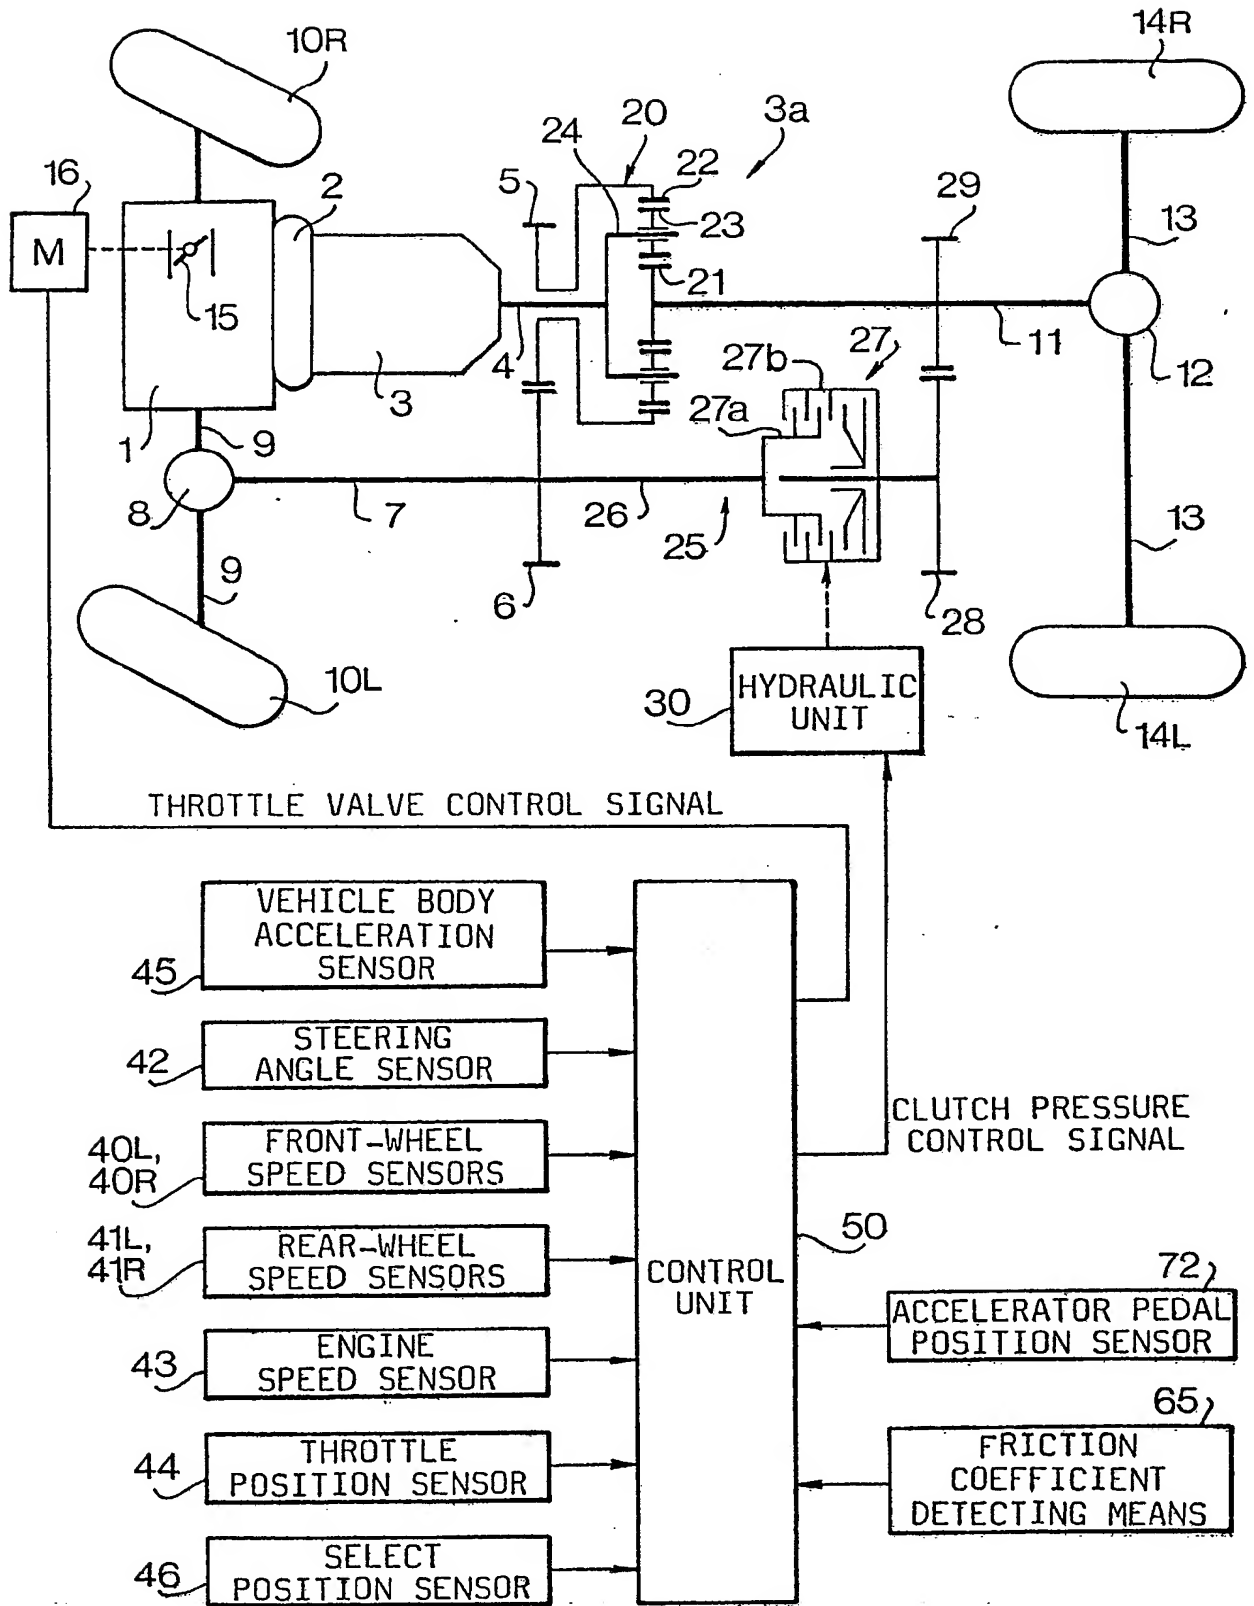 10R
14R
20
3a
24
16
2
5
22
29
23
13
M
21
15
4
11
27
27b
12
3
27a
1
9
8
7
26
25
13
9
6
28
10L
HYDRAULIC
UNIT
30
14L
THROTTLE VALVE CONTROL SIGNAL
VEHICLE BODY
ACCELERATION
SENSOR
45
STEERING
ANGLE SENSOR
42
CLUTCH PRESSURE
CONTROL SIGNAL
40L,
40R
FRONT-WHEEL
SPEED SENSORS
41L,
41R
REAR-WHEEL
SPEED SENSORS
50
CONTROL
UNIT
72
ACCELERATOR PEDAL
POSITION SENSOR
ENGINE
SPEED SENSOR
43
65
THROTTLE
POSITION SENSOR
44
FRICTION
COEFFICIENT
DETECTING MEANS
SELECT
POSITION SENSOR
46